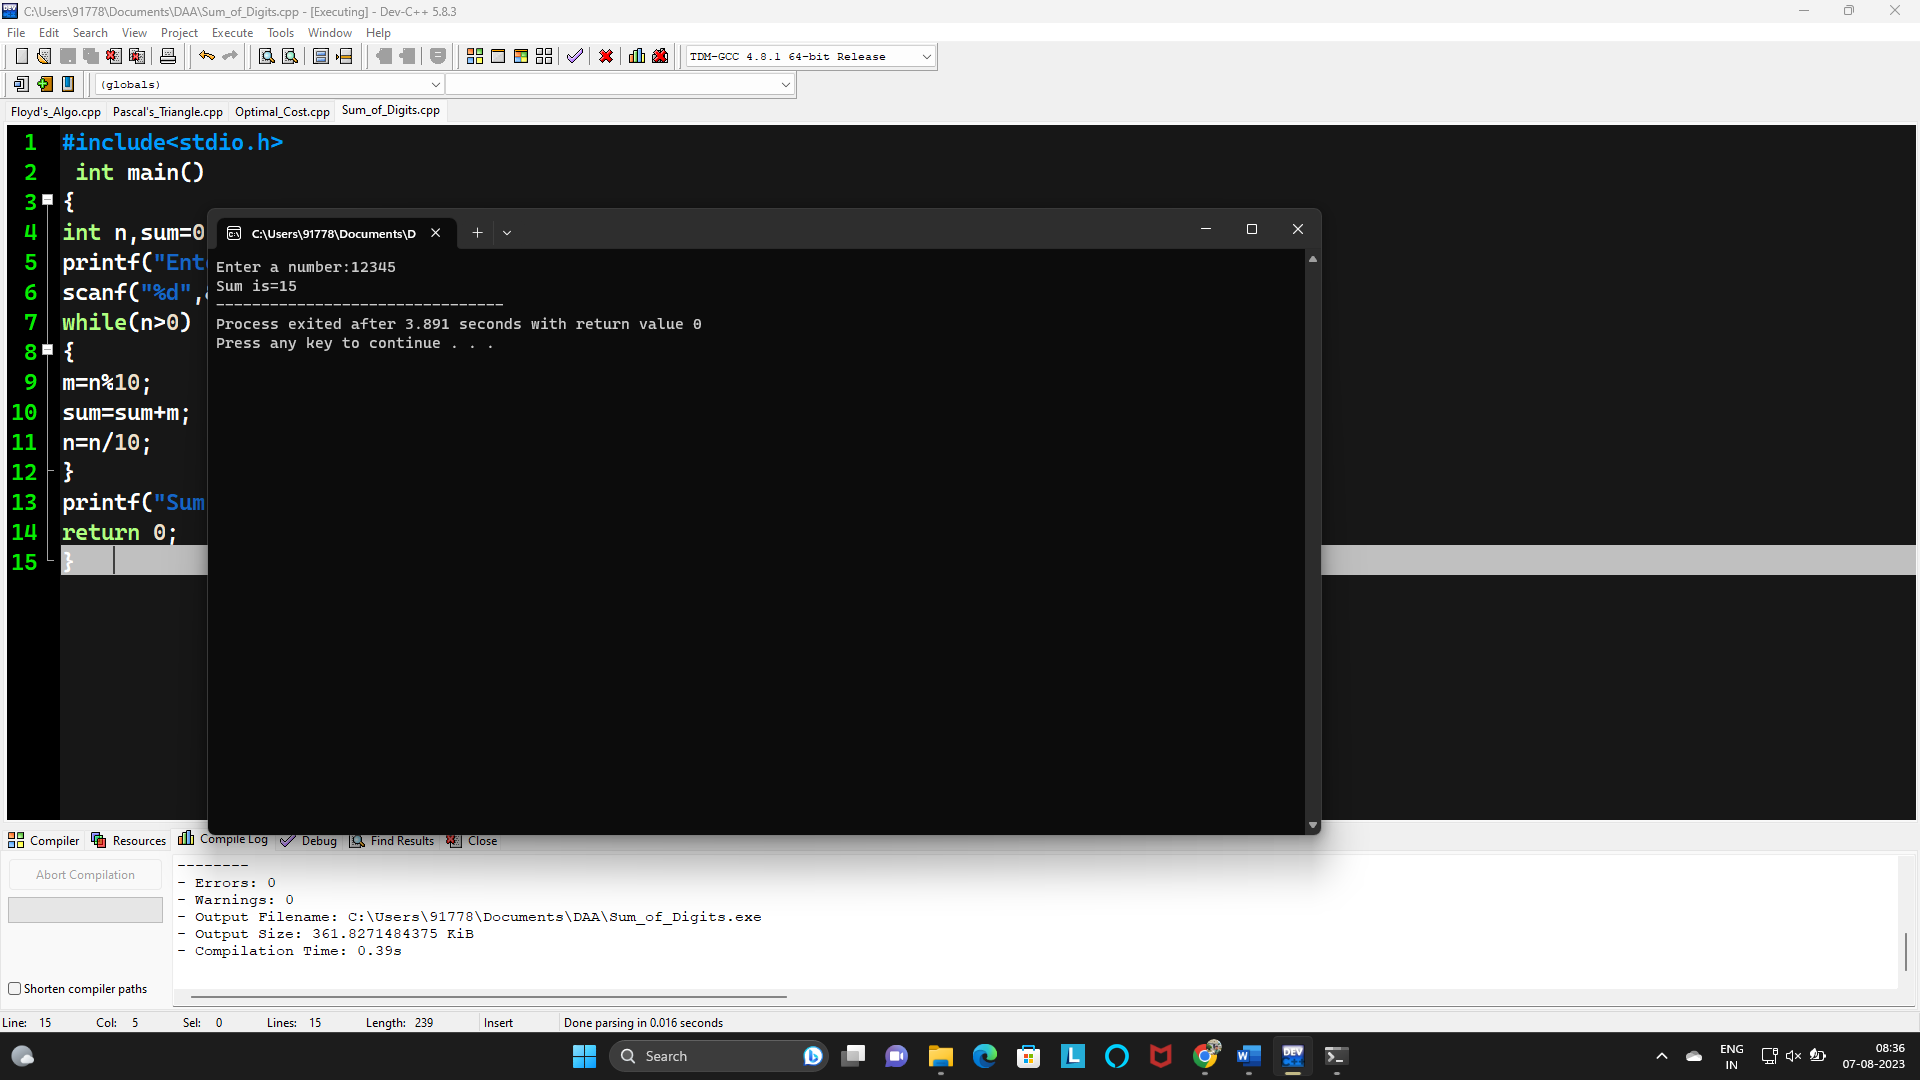 C:\Users\91778\Documents\DAA\Sum_of_Digits.cpp - [Executing] - Dev-C++ 5.8.3
File Edit Search View Project Execute Tools Window Help
TDM-GCC 4.8.1 64-bit Release
(globals)
Floyd's_Algo.cpp Pascal's_Triangle.cpp Optimal_Cost.cpp Sum_of_Digits.cpp
1 #include<stdio.h>
2 int main()
3 {
4 int n,sum=0
5 printf("Ent
6 scanf("%d",
7 while(n>0)
8 {
9 m=n%10;
10 sum=sum+m;
11 n=n/10;
12 }
13 printf("Sum
14 return 0;
15 }
C:\Users\91778\Documents\D
Enter a number:12345
Sum is=15
--------------------------------
Process exited after 3.891 seconds with return value 0
Press any key to continue . . .
Compiler Resources Compile Log Debug Find Results Close
Abort Compilation
Shorten compiler paths
--------
- Errors: 0
- Warnings: 0
- Output Filename: C:\Users\91778\Documents\DAA\Sum_of_Digits.exe
- Output Size: 361.8271484375 KiB
- Compilation Time: 0.39s
Line: 15 Col: 5 Sel: 0 Lines: 15 Length: 239 Insert Done parsing in 0.016 seconds
Search
L
W
DEV
ENG
IN
08:36
07-08-2023